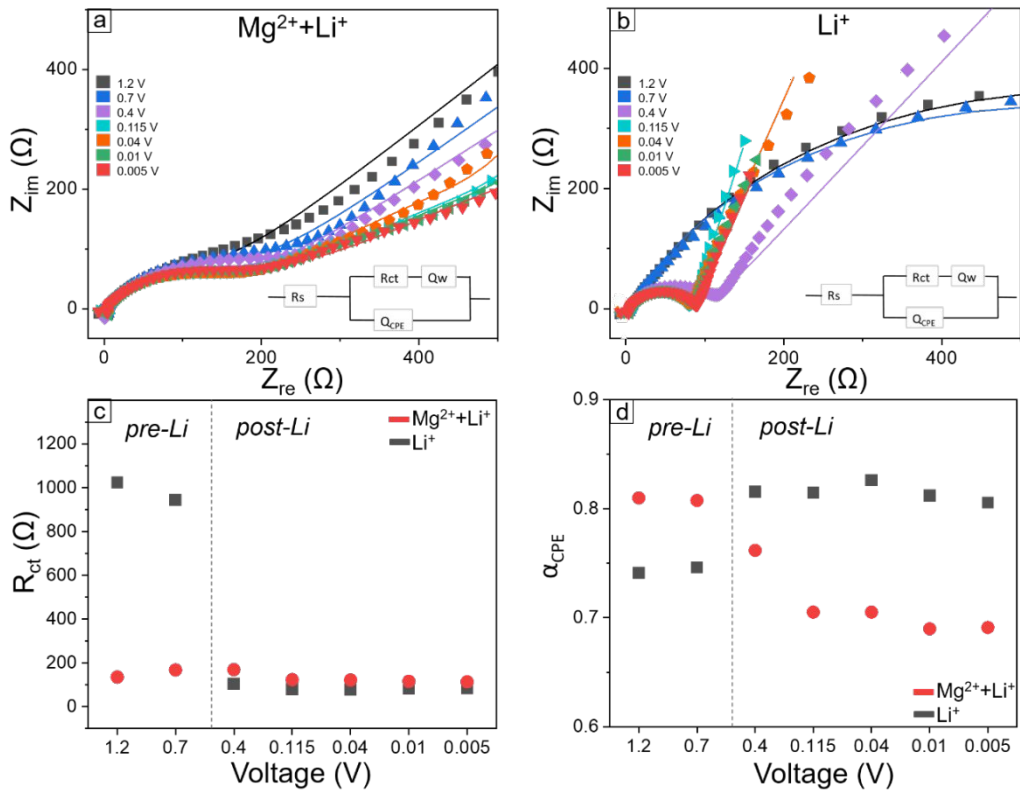 a
Mg²⁺+Li⁺
400
200
0
Z_im (Ω)
1.2 V
0.7 V
0.4 V
0.115 V
0.04 V
0.01 V
0.005 V
Rs
Rct
Qw
Q_CPE
0
200
400
Z_re (Ω)
b
Li⁺
400
200
0
Z_im (Ω)
1.2 V
0.7 V
0.4 V
0.115 V
0.04 V
0.01 V
0.005 V
Rs
Rct
Qw
Q_CPE
0
200
400
Z_re (Ω)
c
pre-Li
post-Li
Mg²⁺+Li⁺
Li⁺
1200
1000
800
600
400
200
0
R_ct (Ω)
1.2
0.7
0.4
0.115
0.04
0.01
0.005
Voltage (V)
d
pre-Li
post-Li
0.9
0.8
0.7
0.6
α_CPE
Mg²⁺+Li⁺
Li⁺
1.2
0.7
0.4
0.115
0.04
0.01
0.005
Voltage (V)